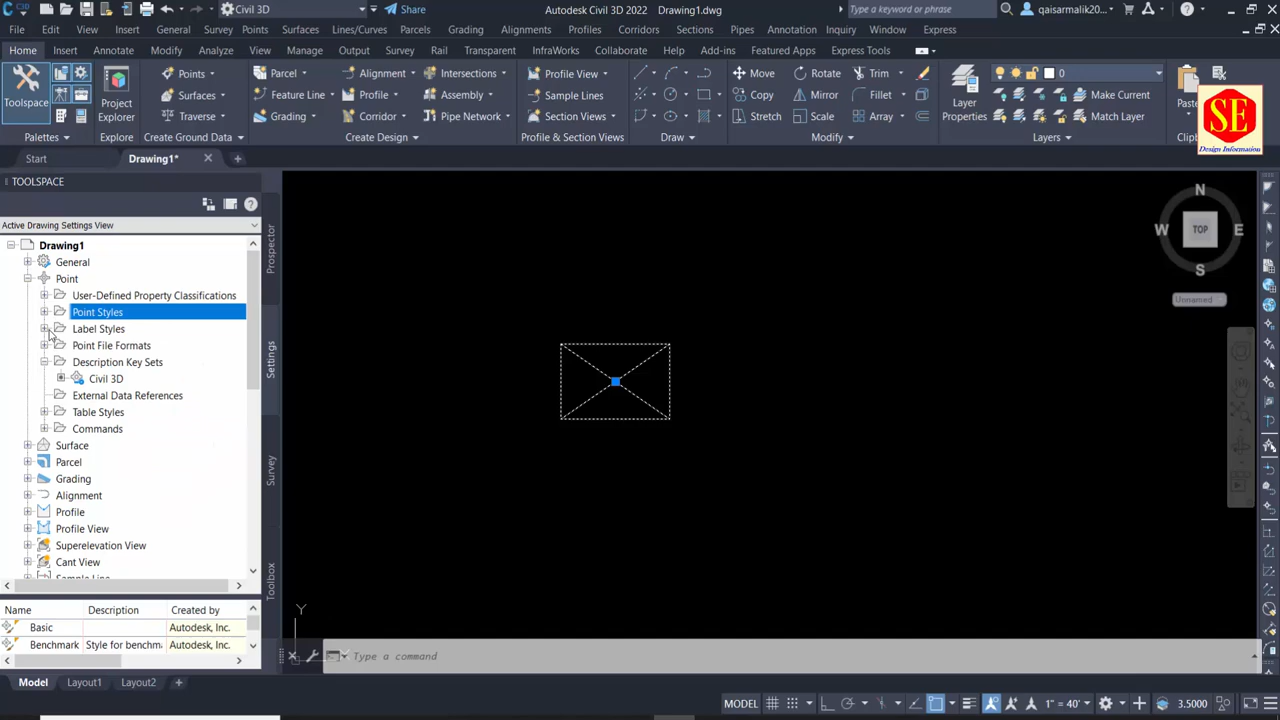 C3D
Civil 3D
Share
Autodesk Civil 3D 2022 Drawing1.dwg
Type a keyword or phrase
qaisarmalik20...
File Edit View Insert General Survey Points Surfaces Lines/Curves Parcels Grading Alignments Profiles Corridors Sections Pipes Annotation Inquiry Window Express
Home Insert Annotate Modify Analyze View Manage Output Survey Rail Transparent InfraWorks Collaborate Help Add-ins Featured Apps Express Tools
Points Parcel Alignment Intersections Profile View Move Rotate Trim 0
Toolspace Project Explorer Surfaces Feature Line Profile Assembly Sample Lines Copy Mirror Fillet Layer Properties Make Current Paste
Traverse Grading Corridor Pipe Network Section Views Stretch Scale Array Match Layer
Palettes Explore Create Ground Data Create Design Profile & Section Views Draw Modify Layers Clipb
SE
Design Information
Start Drawing1*
TOOLSPACE
Active Drawing Settings View
Drawing1
General
Point
User-Defined Property Classifications
Point Styles
Label Styles
Point File Formats
Description Key Sets
Civil 3D
External Data References
Table Styles
Commands
Surface
Parcel
Grading
Alignment
Profile
Profile View
Superelevation View
Cant View
Sample Line
Name Description Created by
Basic Autodesk, Inc.
Benchmark Style for benchm Autodesk, Inc.
Prospector
Settings
Survey
Toolbox
N
W TOP E
S
Unnamed
Y
Type a command
Model Layout1 Layout2 +
MODEL 1" = 40' 3.5000